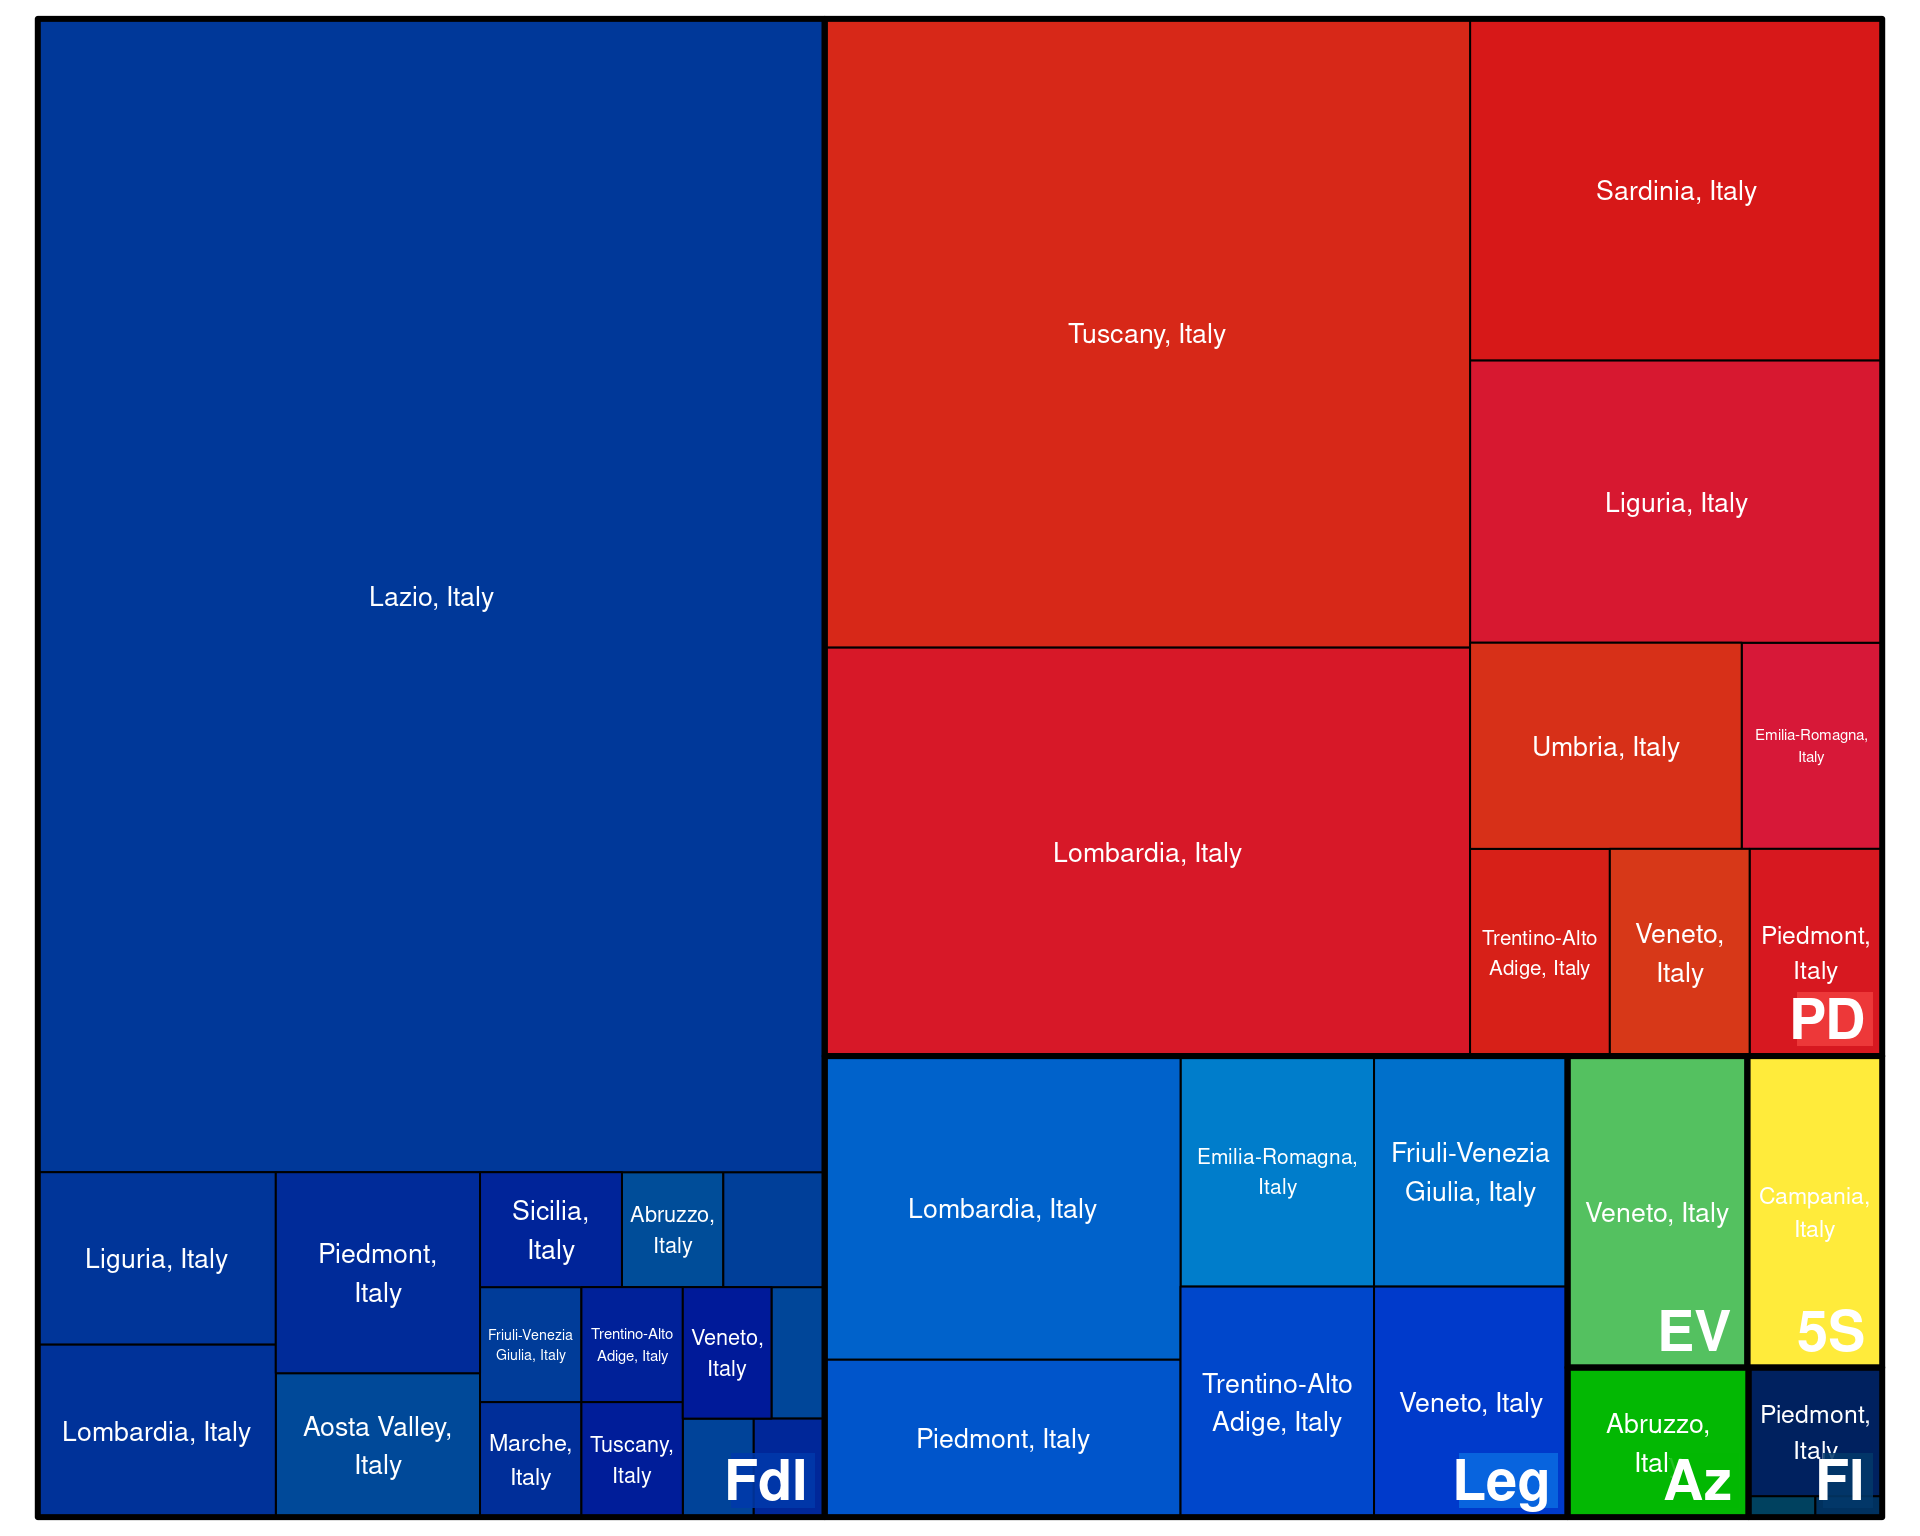 Lazio, Italy
Liguria, Italy
Lombardia, Italy
Piedmont,
Italy
Aosta Valley,
Italy
Sicilia,
Italy
Abruzzo,
Italy
Friuli-Venezia
Giulia, Italy
Trentino-Alto
Adige, Italy
Veneto,
Italy
Marche,
Italy
Tuscany,
Italy
FdI
Tuscany, Italy
Lombardia, Italy
Sardinia, Italy
Liguria, Italy
Umbria, Italy
Emilia-Romagna,
Italy
Trentino-Alto
Adige, Italy
Veneto,
Italy
Piedmont,
Italy
PD
Lombardia, Italy
Piedmont, Italy
Emilia-Romagna,
Italy
Friuli-Venezia
Giulia, Italy
Trentino-Alto
Adige, Italy
Veneto, Italy
Leg
Veneto, Italy
EV
Campania,
Italy
5S
Abruzzo,
Italy
Az
Piedmont,
Italy
FI